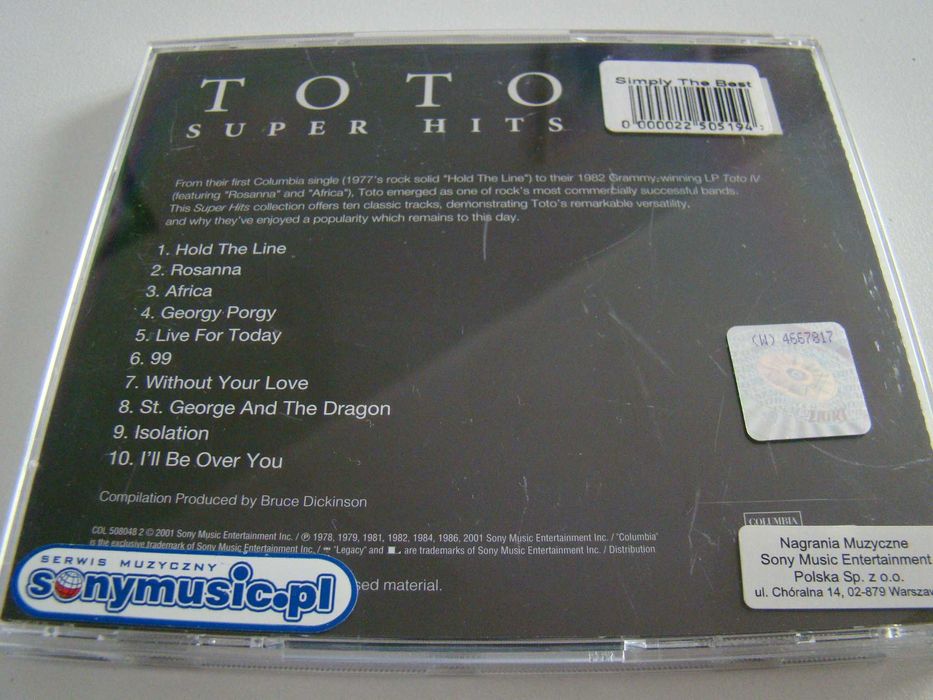 TOTO
SUPER HITS
Simply The Best
0 000022 505194
From their first Columbia single (1977's rock solid "Hold The Line") to their 1982 Grammy-winning LP Toto IV
(featuring "Rosanna" and "Africa"), Toto emerged as one of rock's most commercially successful bands.
This Super Hits collection offers ten classic tracks, demonstrating Toto's remarkable versatility,
and why they've enjoyed a popularity which remains to this day.
1. Hold The Line
2. Rosanna
3. Africa
4. Georgy Porgy
5. Live For Today
6. 99
7. Without Your Love
8. St. George And The Dragon
9. Isolation
10. I'll Be Over You
(W) 4667817
Compilation Produced by Bruce Dickinson
COL 508048 2 © 2001 Sony Music Entertainment Inc. / ℗ 1978, 1979, 1981, 1982, 1984, 1986, 2001 Sony Music Entertainment Inc. / "Columbia"
is the exclusive trademark of Sony Music Entertainment Inc. / "Legacy" and are trademarks of Sony Music Entertainment Inc. / Distribution
COLUMBIA
sed material.
SERWIS MUZYCZNY
sonymusic.pl
Nagrania Muzyczne
Sony Music Entertainment
Polska Sp. z o.o.
ul. Chóralna 14, 02-879 Warszaw